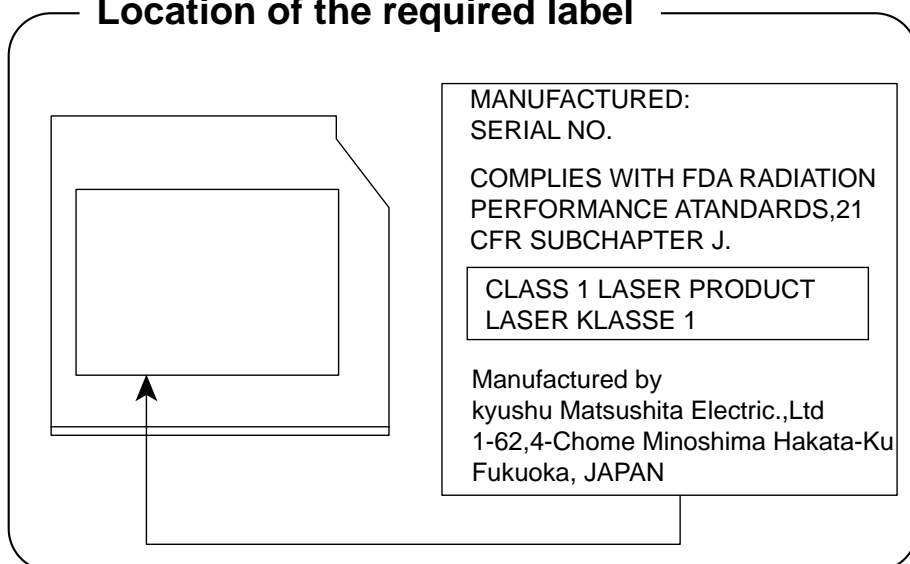 Location of the required label
MANUFACTURED:
SERIAL NO.
COMPLIES WITH FDA RADIATION
PERFORMANCE ATANDARDS,21
CFR SUBCHAPTER J.
CLASS 1 LASER PRODUCT
LASER KLASSE 1
Manufactured by
kyushu Matsushita Electric.,Ltd
1-62,4-Chome Minoshima Hakata-Ku
Fukuoka, JAPAN